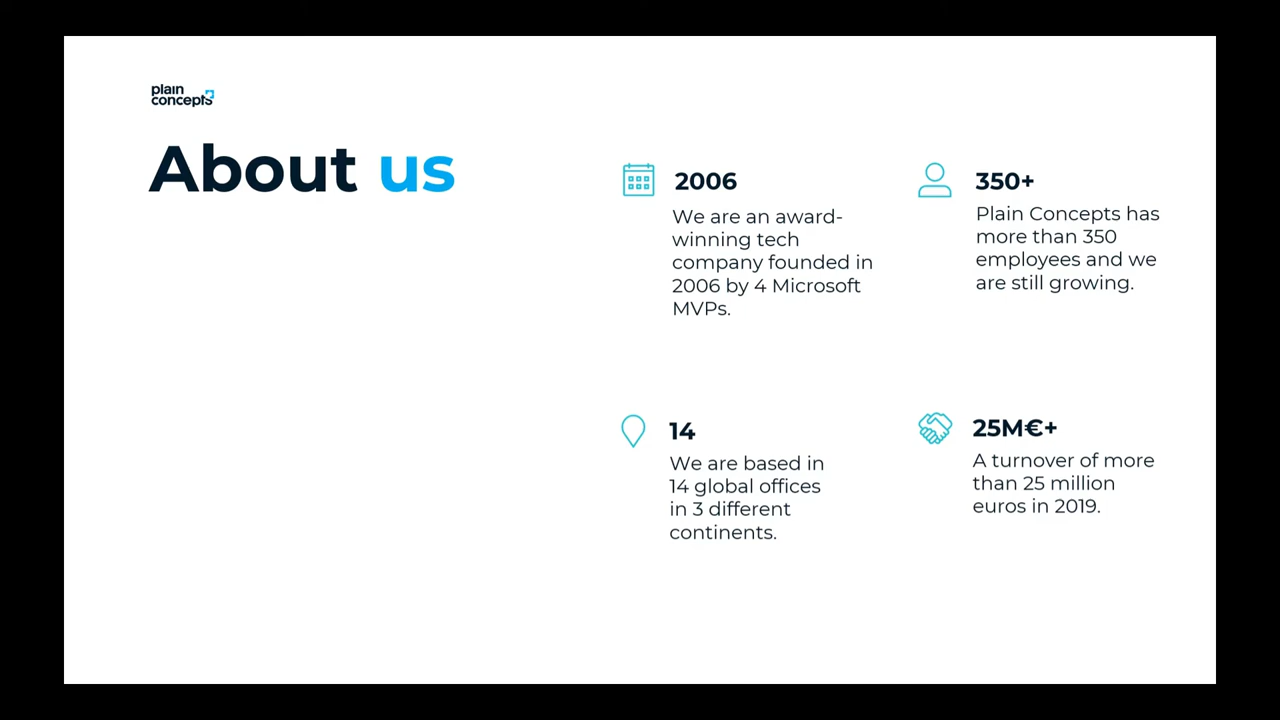 plain
concepts
About us
2006
We are an award-
winning tech
company founded in
2006 by 4 Microsoft
MVPs.
350+
Plain Concepts has
more than 350
employees and we
are still growing.
14
We are based in
14 global offices
in 3 different
continents.
25M€+
A turnover of more
than 25 million
euros in 2019.